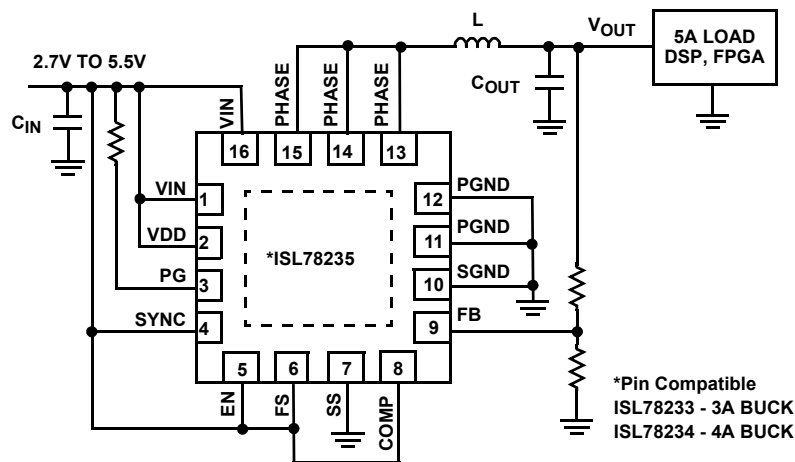 L
VOUT
5A LOAD
DSP, FPGA
2.7V TO 5.5V
COUT
CIN
VIN
PHASE
PHASE
PHASE
16
15
14
13
VIN
1
12
PGND
VDD
2
11
PGND
*ISL78235
PG
3
10
SGND
SYNC
4
9
FB
5
6
7
8
EN
FS
SS
COMP
*Pin Compatible
ISL78233 - 3A BUCK
ISL78234 - 4A BUCK